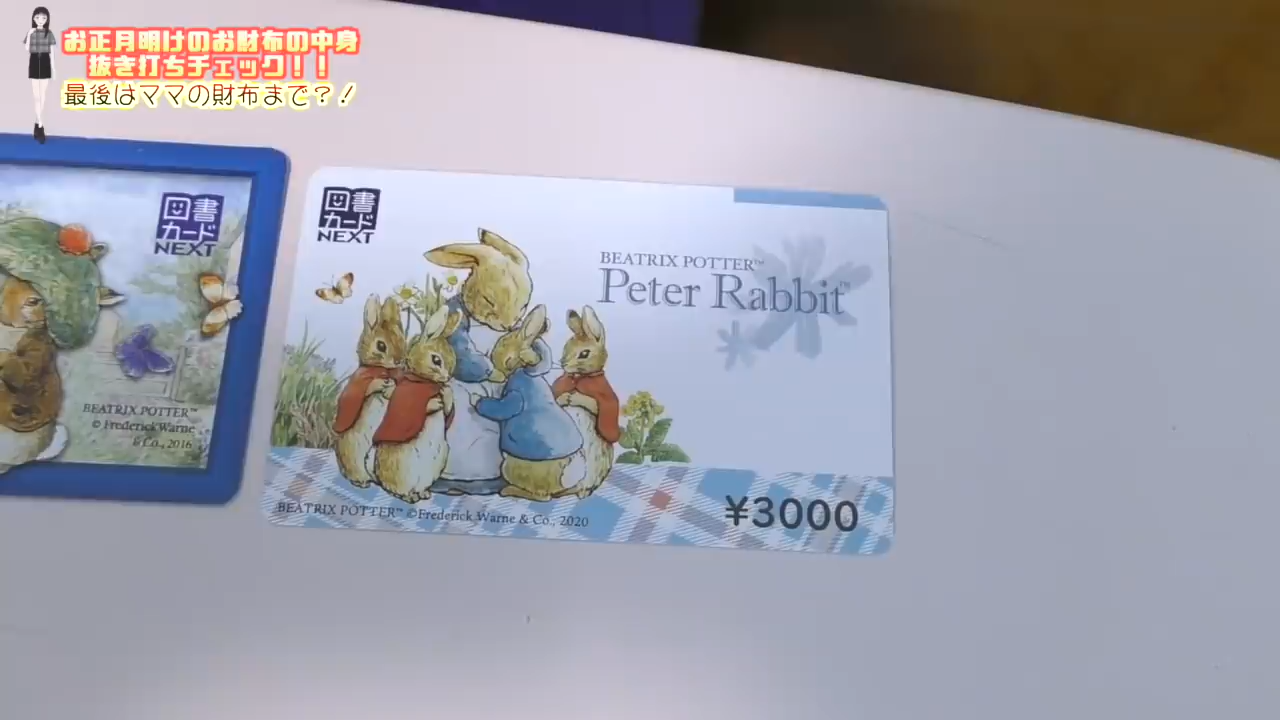 お正月明けのお財布の中身
抜き打ちチェック！！
最後はママの財布まで？！
図書
カード
NEXT
BEATRIX POTTER™
© Frederick Warne
& Co., 2016
図書
カード
NEXT
BEATRIX POTTER™
Peter Rabbit™
BEATRIX POTTER™ ©Frederick Warne & Co., 2020
¥3000